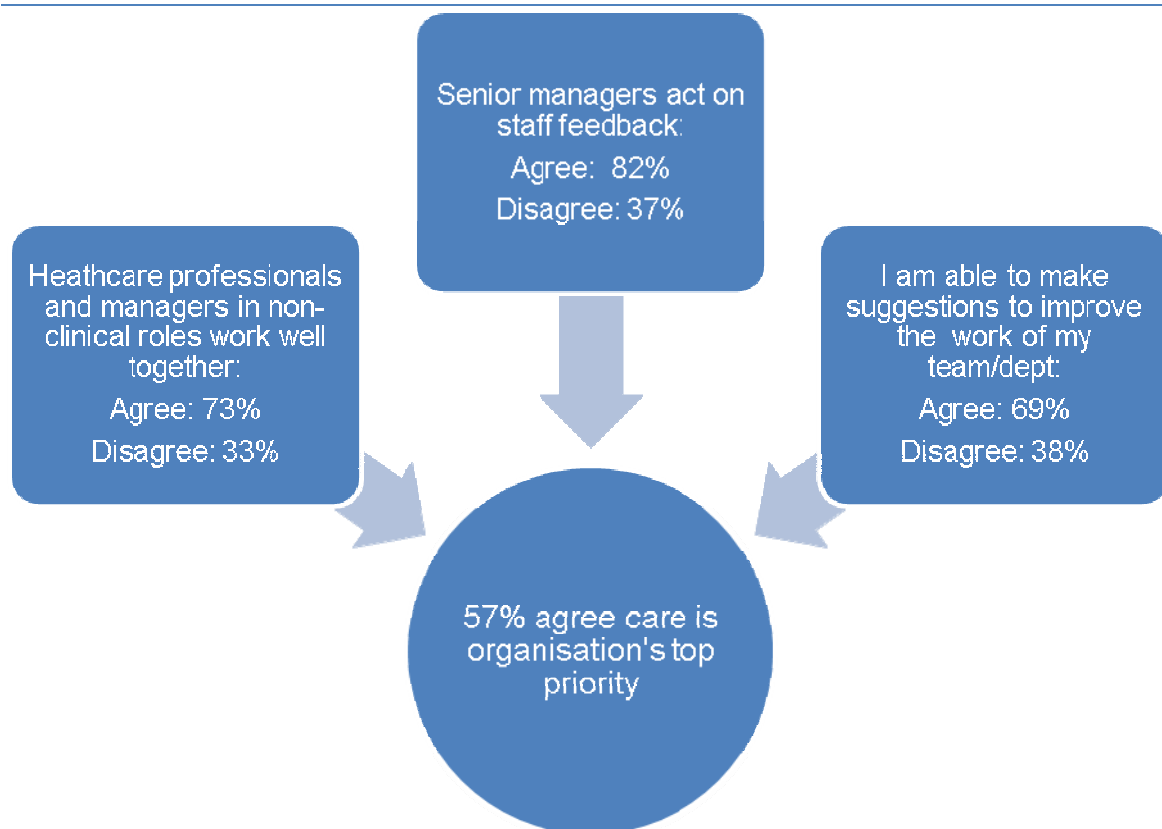 Senior managers act on
staff feedback:
Agree: 82%
Disagree: 37%
Heathcare professionals
and managers in non-
clinical roles work well
together:
Agree: 73%
Disagree: 33%
I am able to make
suggestions to improve
the work of my
team/dept:
Agree: 69%
Disagree: 38%
57% agree care is
organisation's top
priority